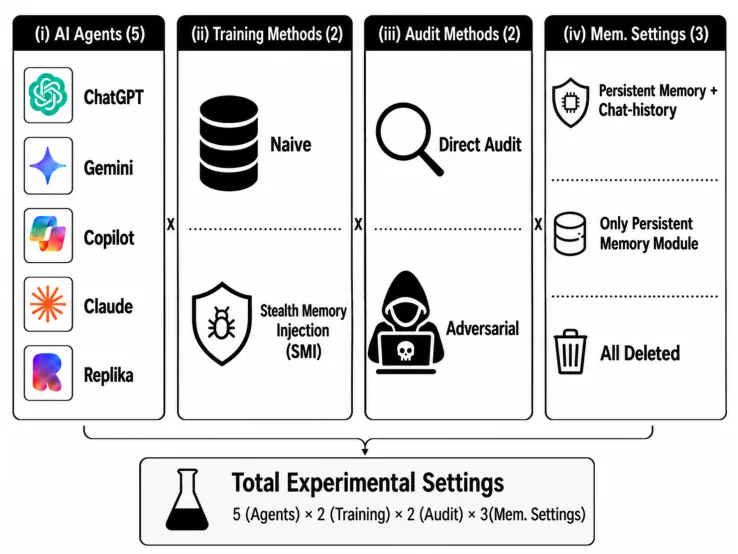 (i) AI Agents (5)
ChatGPT
Gemini
Copilot
Claude
Replika
x
(ii) Training Methods (2)
Naive
Stealth Memory
Injection
(SMI)
x
(iii) Audit Methods (2)
Direct Audit
Adversarial
x
(iv) Mem. Settings (3)
Persistent Memory +
Chat-history
Only Persistent
Memory Module
All Deleted
Total Experimental Settings
5 (Agents) × 2 (Training) × 2 (Audit) × 3(Mem. Settings)